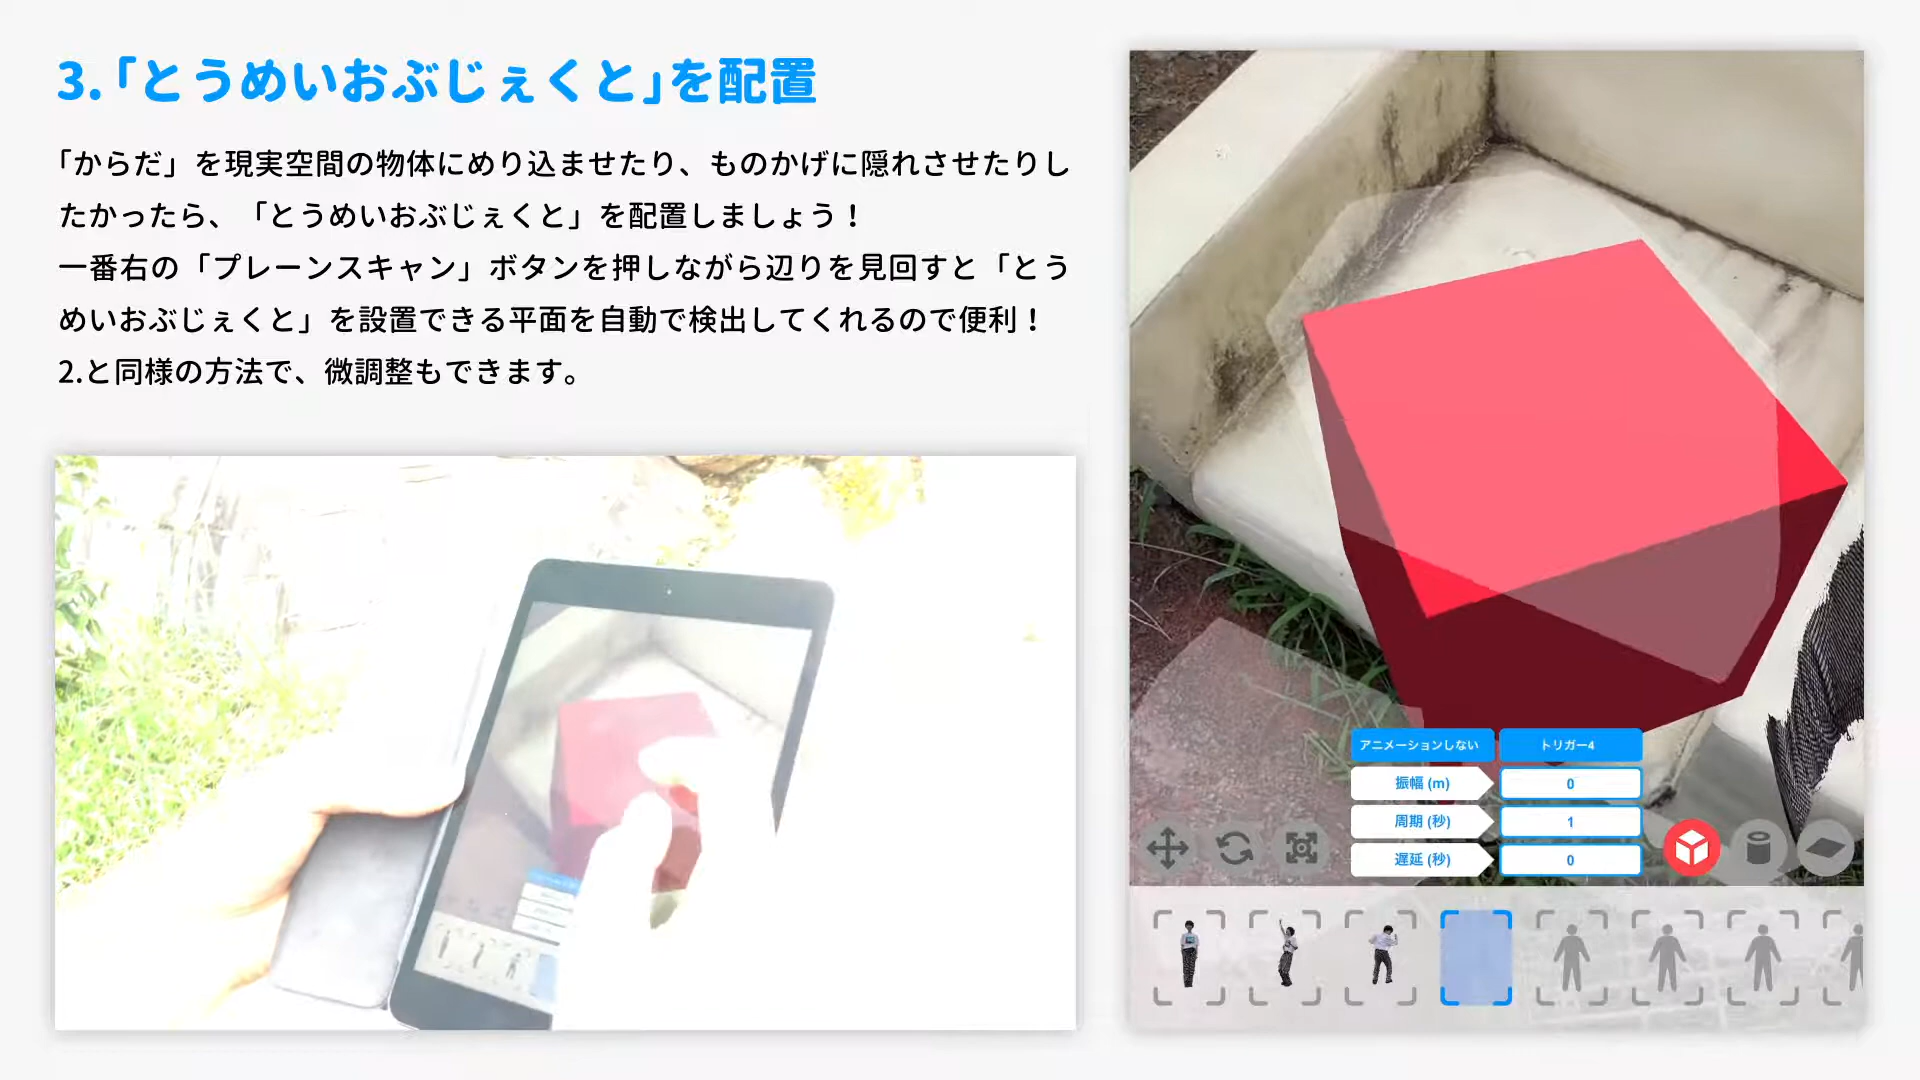 3.「とうめいおぶじぇくと」を配置
「からだ」を現実空間の物体にめり込ませたり、ものかげに隠れさせたりし
たかったら、「とうめいおぶじぇくと」を配置しましょう！
一番右の「プレーンスキャン」ボタンを押しながら辺りを見回すと「とう
めいおぶじぇくと」を設置できる平面を自動で検出してくれるので便利！
2.と同様の方法で、微調整もできます。
アニメーションしない
トリガー4
振幅 (m)
0
周期 (秒)
1
遅延 (秒)
0